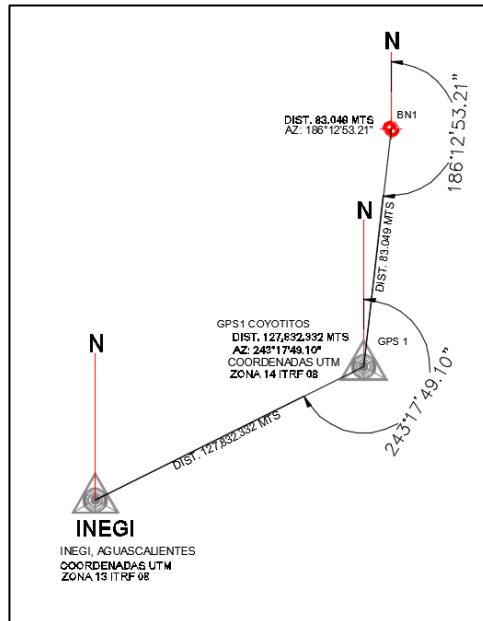 N
BN1
DIST. 83.049 MTS
AZ: 186°12'53.21"
186°12'53.21"
DIST. 83.049 MTS
N
GPS1 COYOTITOS
DIST. 127,832.332 MTS
AZ: 243°17'49.10"
COORDENADAS UTM
ZONA 14 ITRF 08
GPS 1
243°17'49.10"
N
DIST. 127,832.332 MTS
INEGI
INEGI, AGUASCALIENTES
COORDENADAS UTM
ZONA 13 ITRF 08